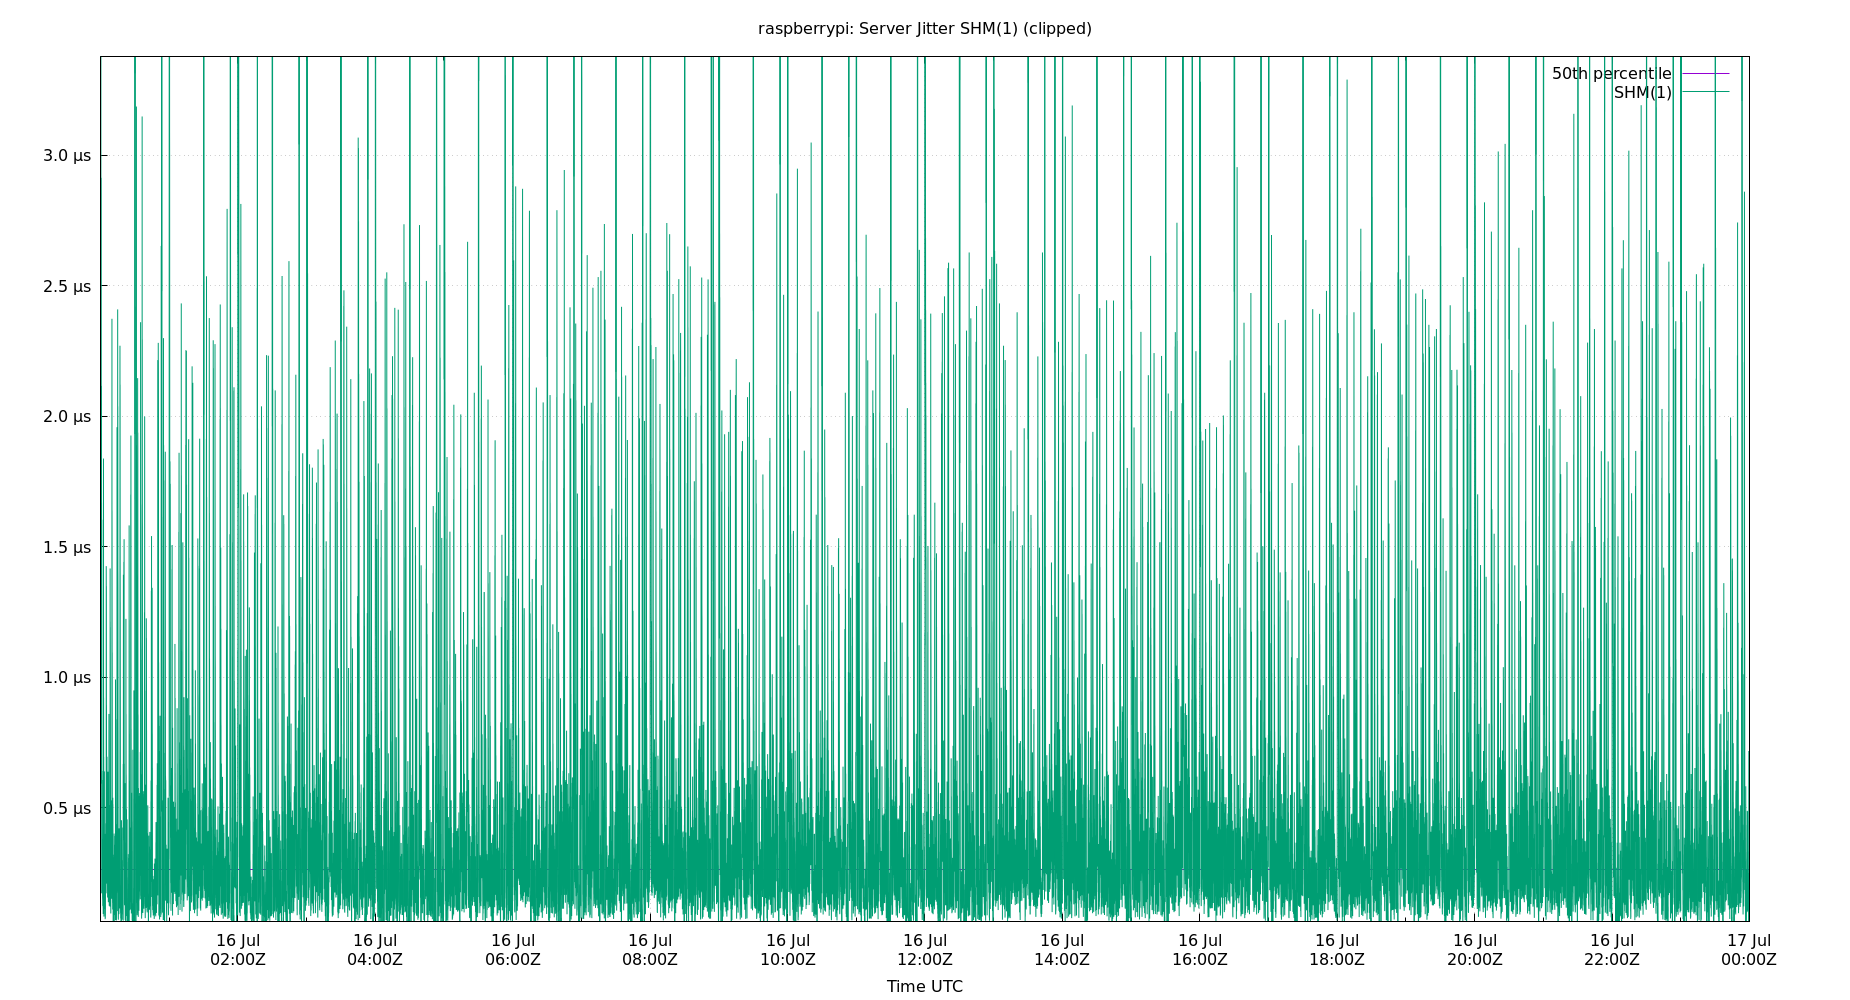 raspberrypi: Server Jitter SHM(1) (clipped)
50th percentile
SHM(1)
3.0 µs
2.5 µs
2.0 µs
1.5 µs
1.0 µs
0.5 µs
16 Jul 16 Jul 16 Jul 16 Jul 16 Jul 16 Jul 16 Jul 16 Jul 16 Jul 16 Jul 16 Jul 17 Jul
02:00Z 04:00Z 06:00Z 08:00Z 10:00Z 12:00Z 14:00Z 16:00Z 18:00Z 20:00Z 22:00Z 00:00Z
Time UTC